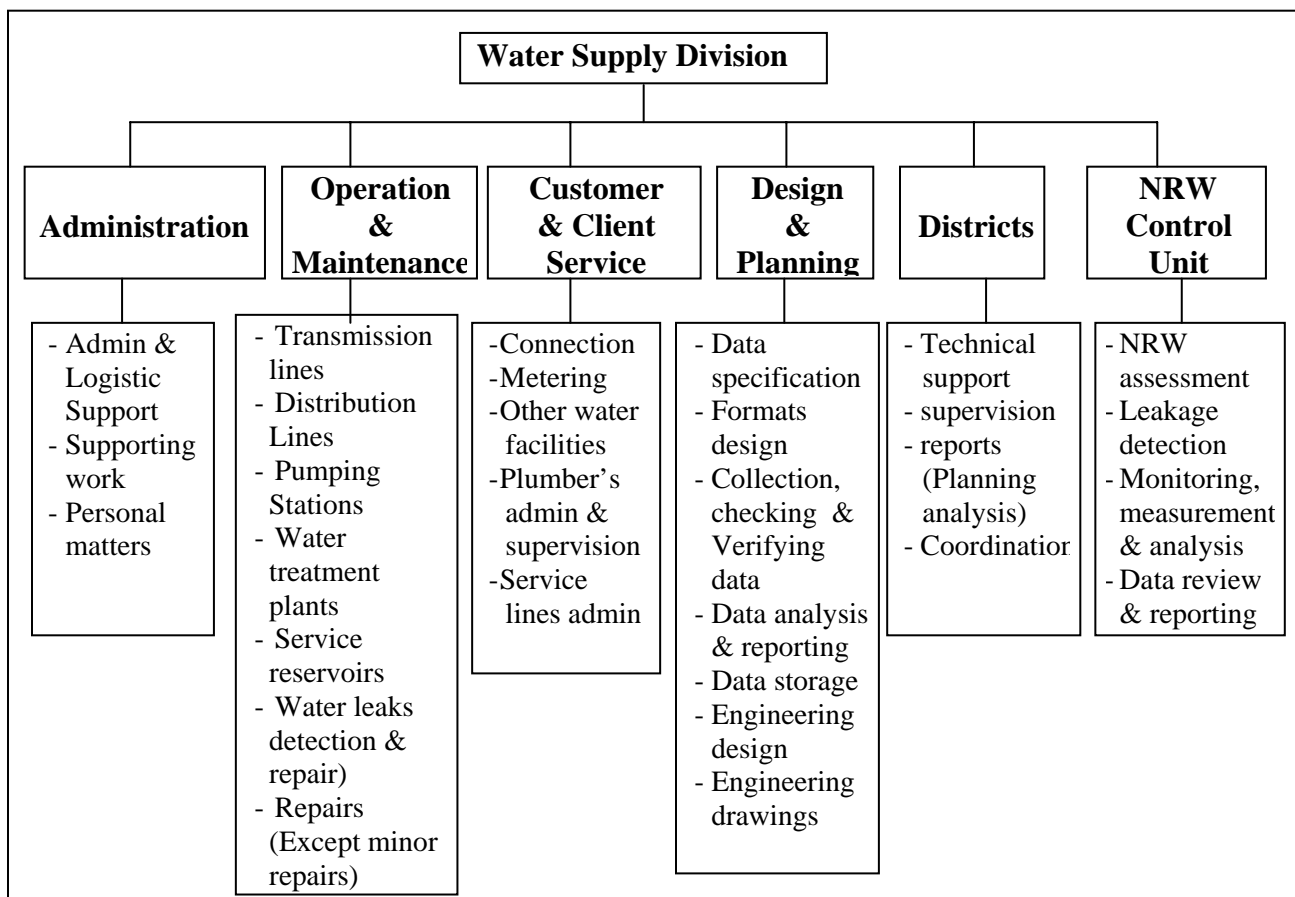 Water Supply Division
Administration
Operation
&
Maintenance
Customer
& Client
Service
Design
&
Planning
Districts
NRW
Control
Unit
- Admin &
Logistic
Support
- Supporting
work
- Personal
matters
- Transmission
lines
- Distribution
Lines
- Pumping
Stations
- Water
treatment
plants
- Service
reservoirs
- Water leaks
detection &
repair)
- Repairs
(Except minor
repairs)
-Connection
-Metering
-Other water
facilities
-Plumber’s
admin &
supervision
-Service
lines admin
- Data
specification
- Formats
design
- Collection,
checking &
Verifying
data
- Data analysis
& reporting
- Data storage
- Engineering
design
- Engineering
drawings
- Technical
support
- supervision
- reports
(Planning
analysis)
- Coordination
- NRW
assessment
- Leakage
detection
- Monitoring,
measurement
& analysis
- Data review
& reporting